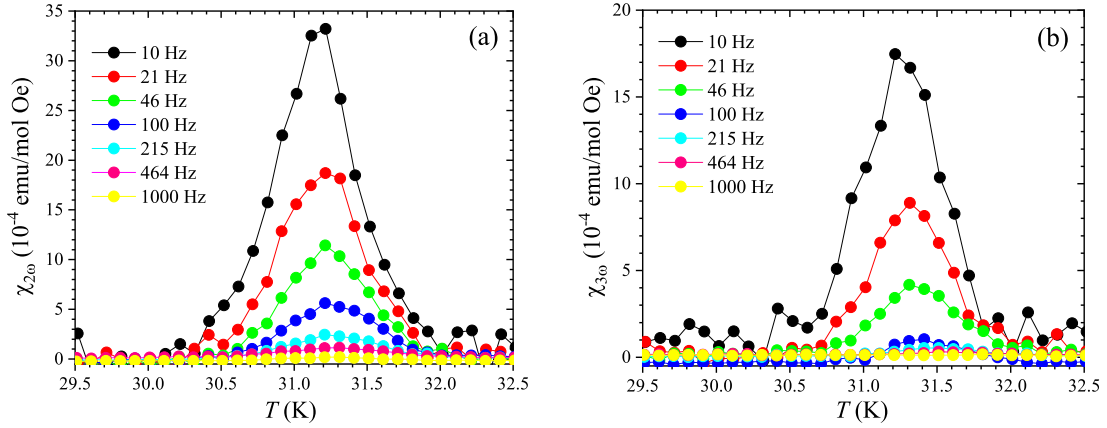 (a)
10 Hz
21 Hz
46 Hz
100 Hz
215 Hz
464 Hz
1000 Hz
35
30
25
20
15
10
5
0
χ2ω (10-4 emu/mol Oe)
29.5 30.0 30.5 31.0 31.5 32.0 32.5
T (K)
(b)
10 Hz
21 Hz
46 Hz
100 Hz
215 Hz
464 Hz
1000 Hz
20
15
10
5
0
χ3ω (10-4 emu/mol Oe)
29.5 30.0 30.5 31.0 31.5 32.0 32.5
T (K)